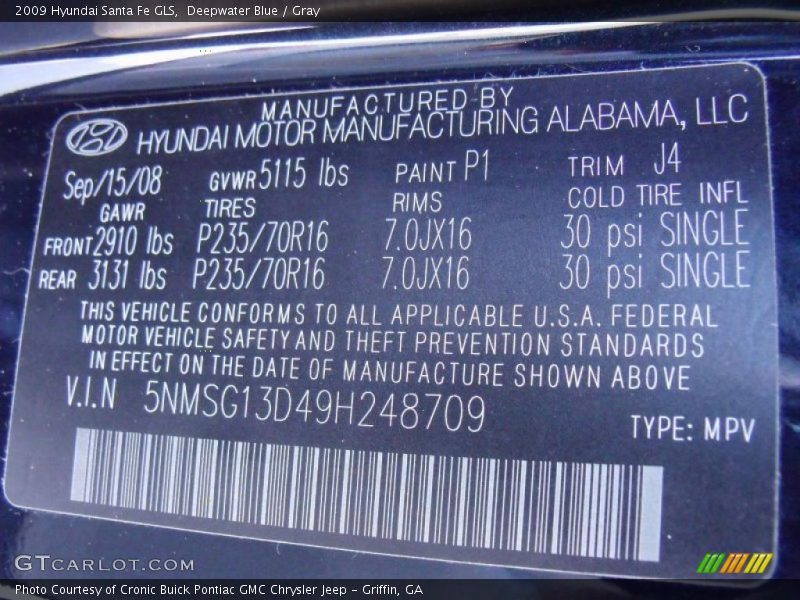 2009 Hyundai Santa Fe GLS, Deepwater Blue / Gray
MANUFACTURED BY
HYUNDAI MOTOR MANUFACTURING ALABAMA, LLC
Sep/15/08 GVWR 5115 lbs PAINT P1 TRIM J4
GAWR TIRES RIMS COLD TIRE INFL
FRONT 2910 lbs P235/70R16 7.0JX16 30 psi SINGLE
REAR 3131 lbs P235/70R16 7.0JX16 30 psi SINGLE
THIS VEHICLE CONFORMS TO ALL APPLICABLE U.S.A. FEDERAL
MOTOR VEHICLE SAFETY AND THEFT PREVENTION STANDARDS
IN EFFECT ON THE DATE OF MANUFACTURE SHOWN ABOVE
V.I.N 5NMSG13D49H248709
TYPE: MPV
GTCARLOT.COM
Photo Courtesy of Cronic Buick Pontiac GMC Chrysler Jeep - Griffin, GA